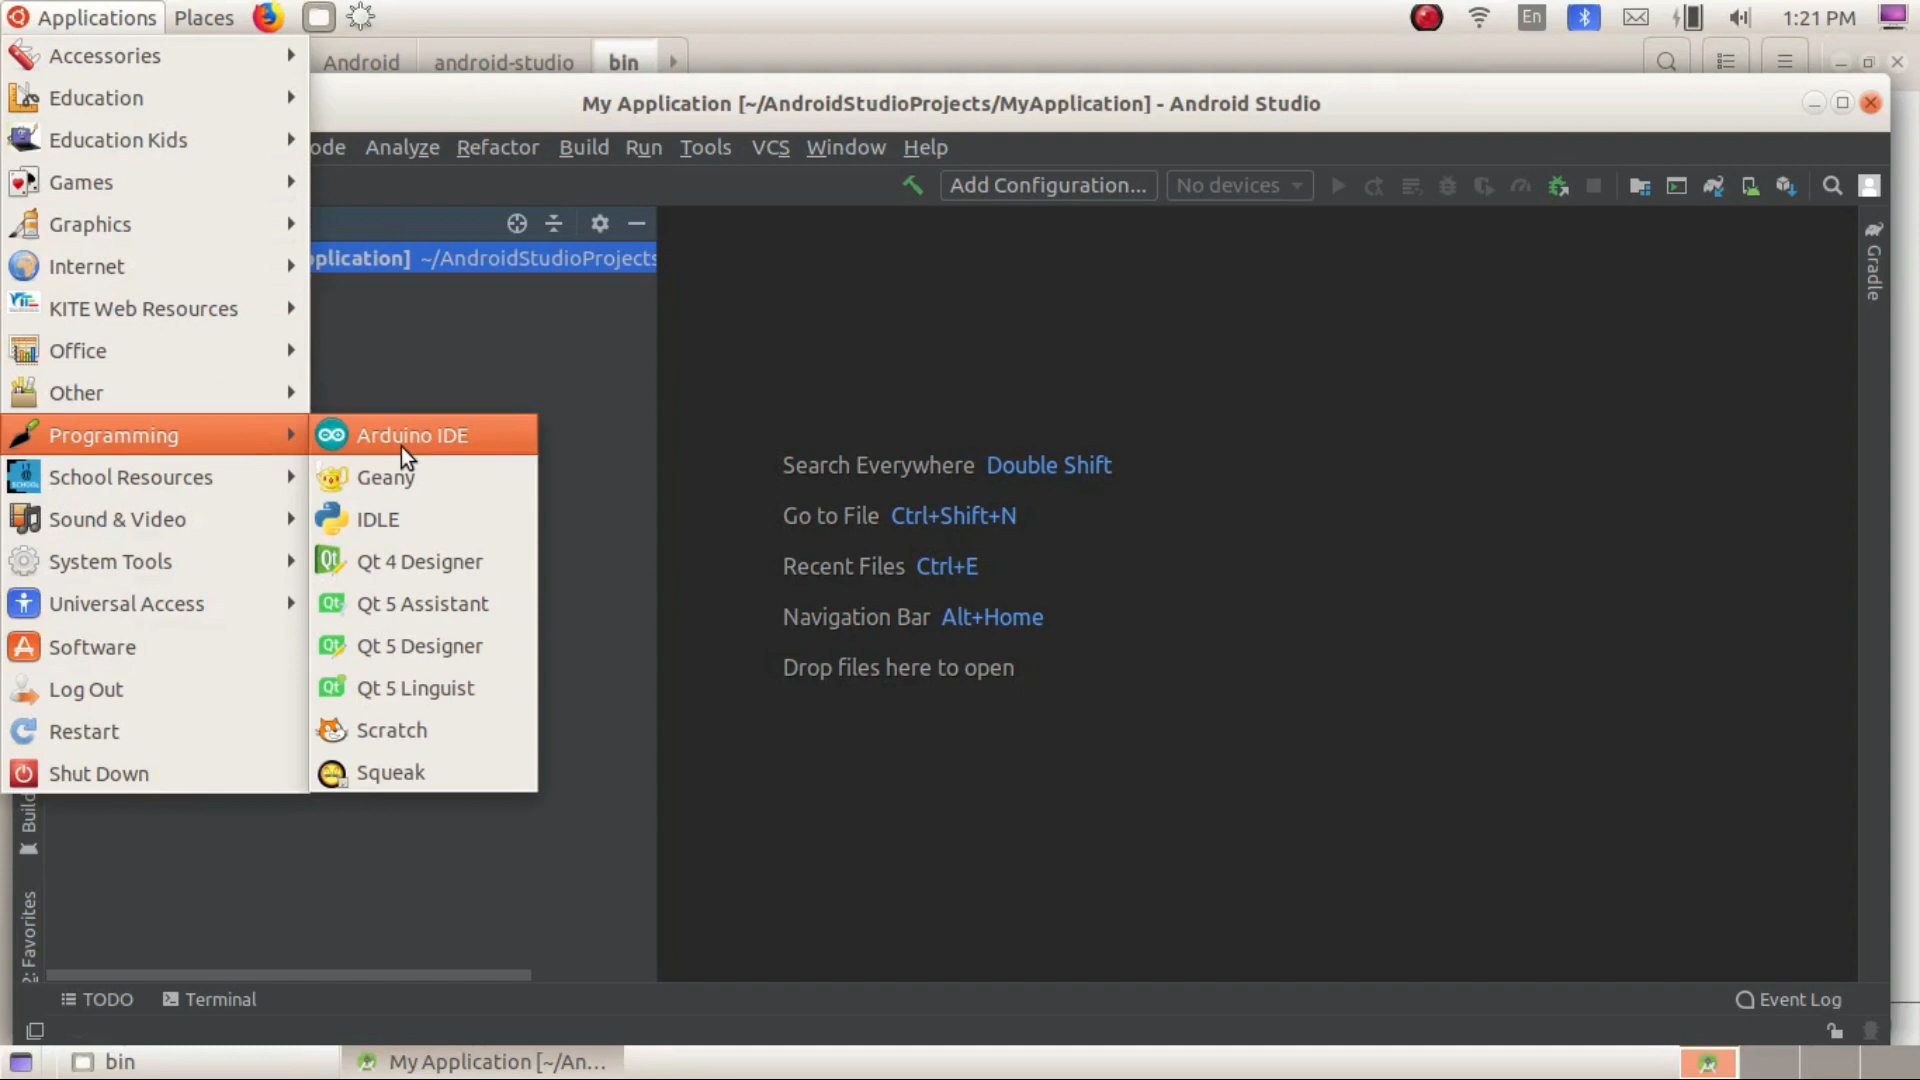 Applications Places En 1:21 PM
Android android-studio bin
My Application [~/AndroidStudioProjects/MyApplication] - Android Studio
ode Analyze Refactor Build Run Tools VCS Window Help
Add Configuration... No devices
pplication] ~/AndroidStudioProjects
Accessories
Education
Education Kids
Games
Graphics
Internet
KITE Web Resources
Office
Other
Programming
School Resources
Sound & Video
System Tools
Universal Access
Software
Log Out
Restart
Shut Down
Arduino IDE
Geany
IDLE
Qt 4 Designer
Qt 5 Assistant
Qt 5 Designer
Qt 5 Linguist
Scratch
Squeak
Search Everywhere Double Shift
Go to File Ctrl+Shift+N
Recent Files Ctrl+E
Navigation Bar Alt+Home
Drop files here to open
Gradle
Build
2: Favorites
TODO Terminal Event Log
bin My Application [~/An...